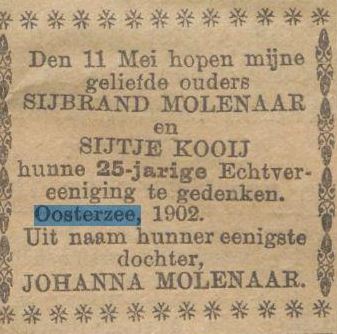 Den 11 Mei hopen mijne
geliefde ouders
SIJBRAND MOLENAAR
en
SIJTJE KOOIJ
hunne 25-jarige Echtver-
eeniging te gedenken.
Oosterzee, 1902.
Uit naam hunner eenigste
dochter,
JOHANNA MOLENAAR.